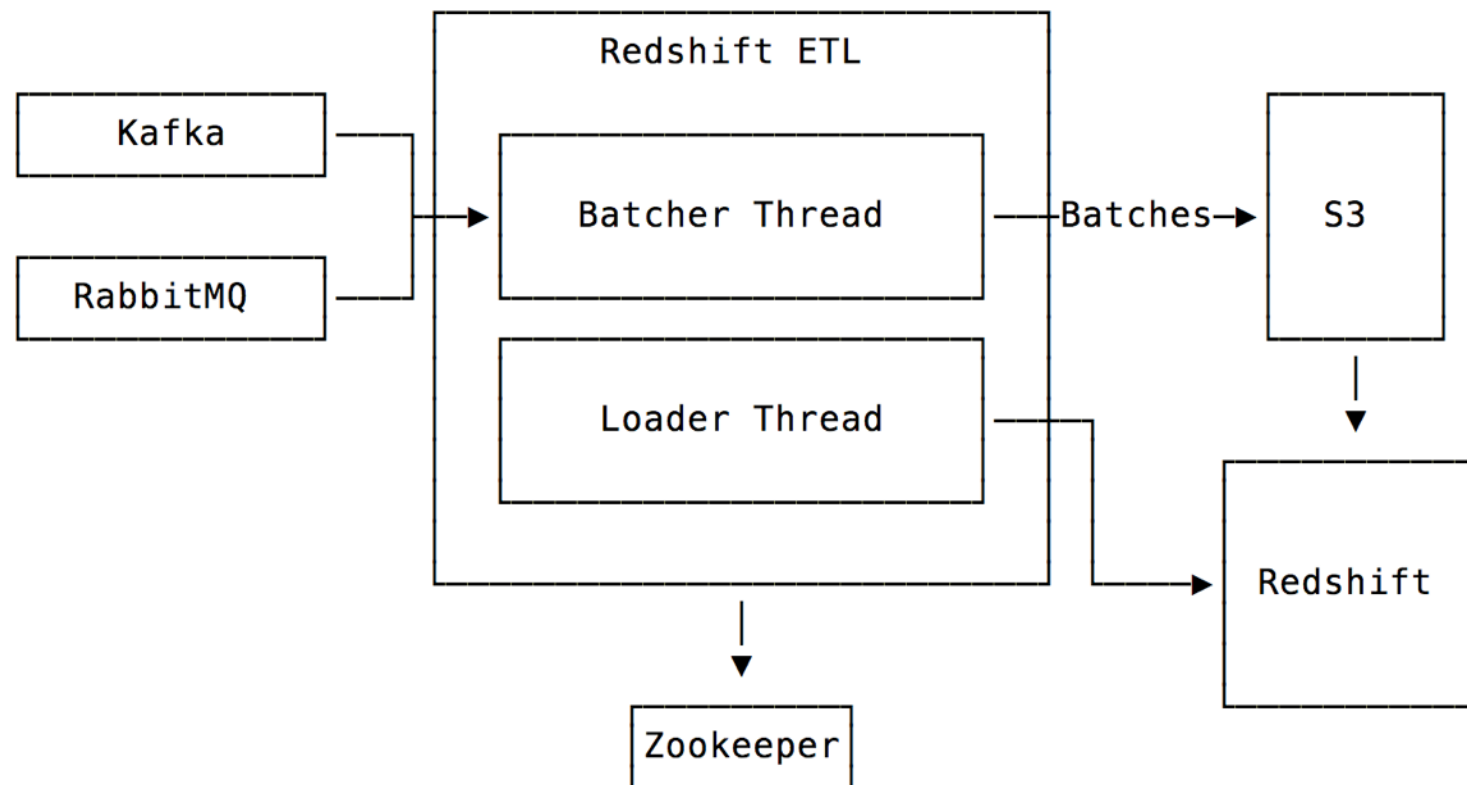 Redshift ETL
Kafka
Batcher Thread
Batches
S3
RabbitMQ
Loader Thread
Redshift
Zookeeper